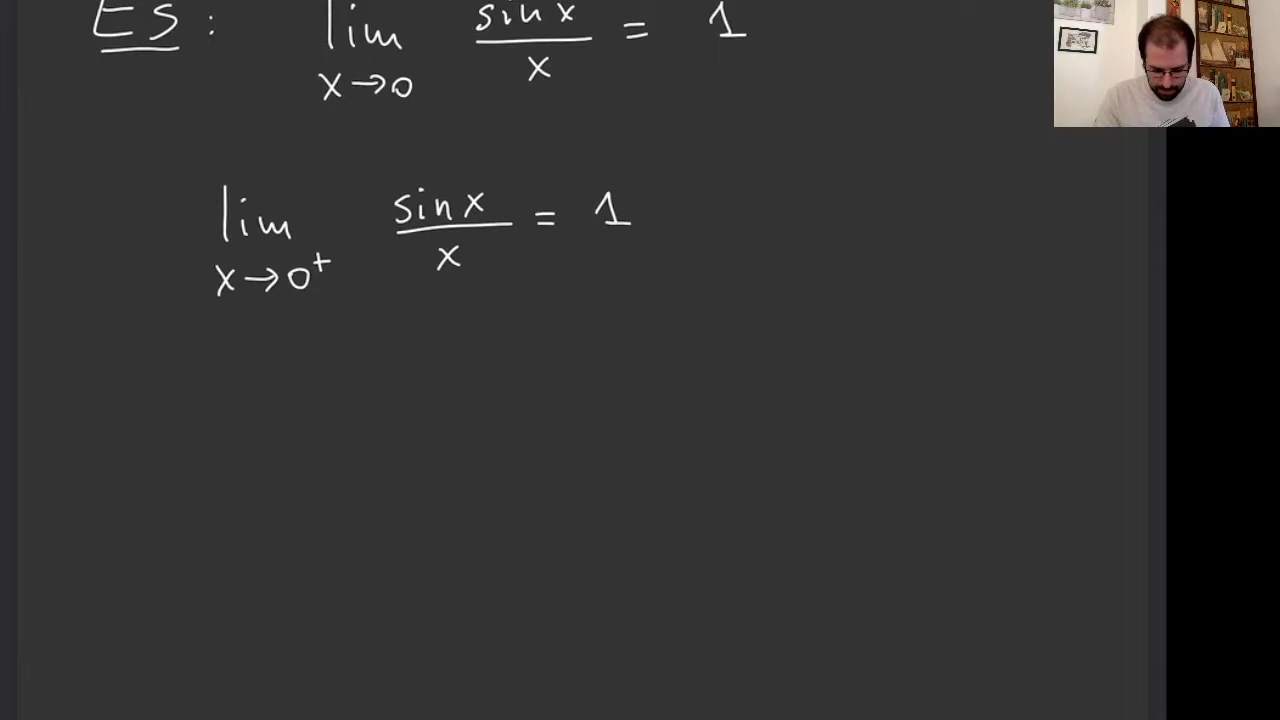 ES : lim x→0 sin x / x = 1
lim x→0⁺ sin x / x = 1